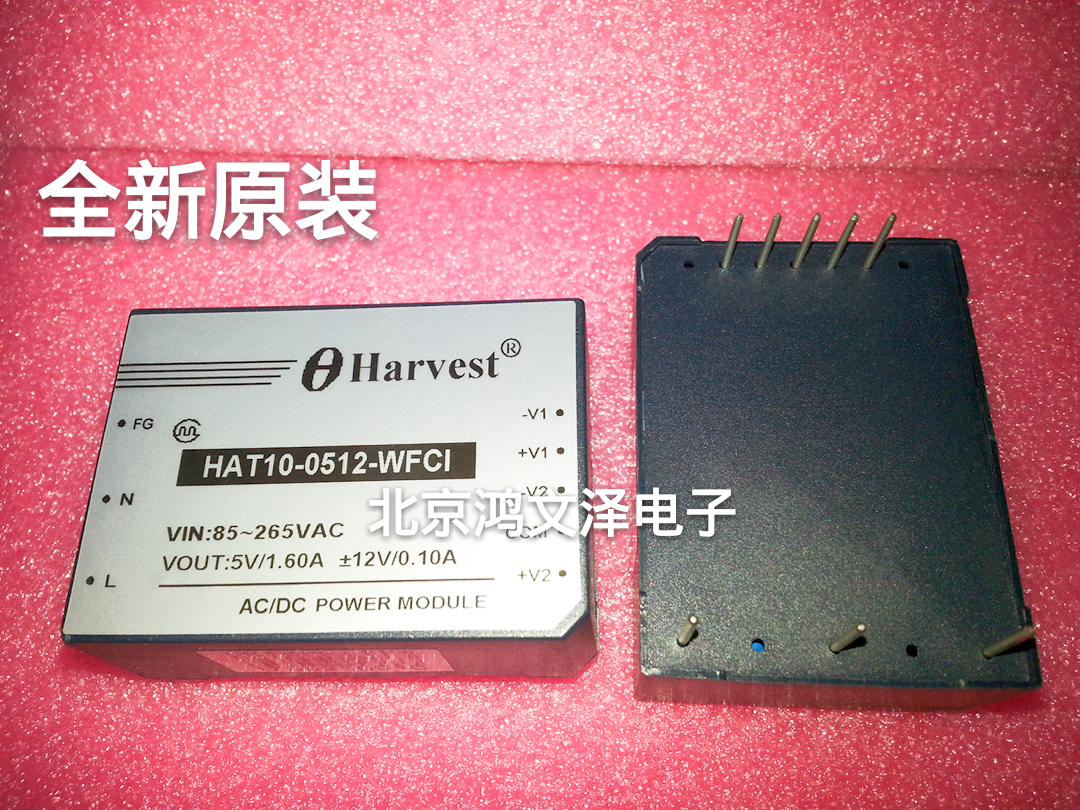 全新原装
Harvest®
FG
-V1
HAT10-0512-WFCI
+V1
N
-V2
北京鸿文泽电子
VIN:85~265VAC
COM
VOUT:5V/1.60A ±12V/0.10A
L
+V2
AC/DC POWER MODULE